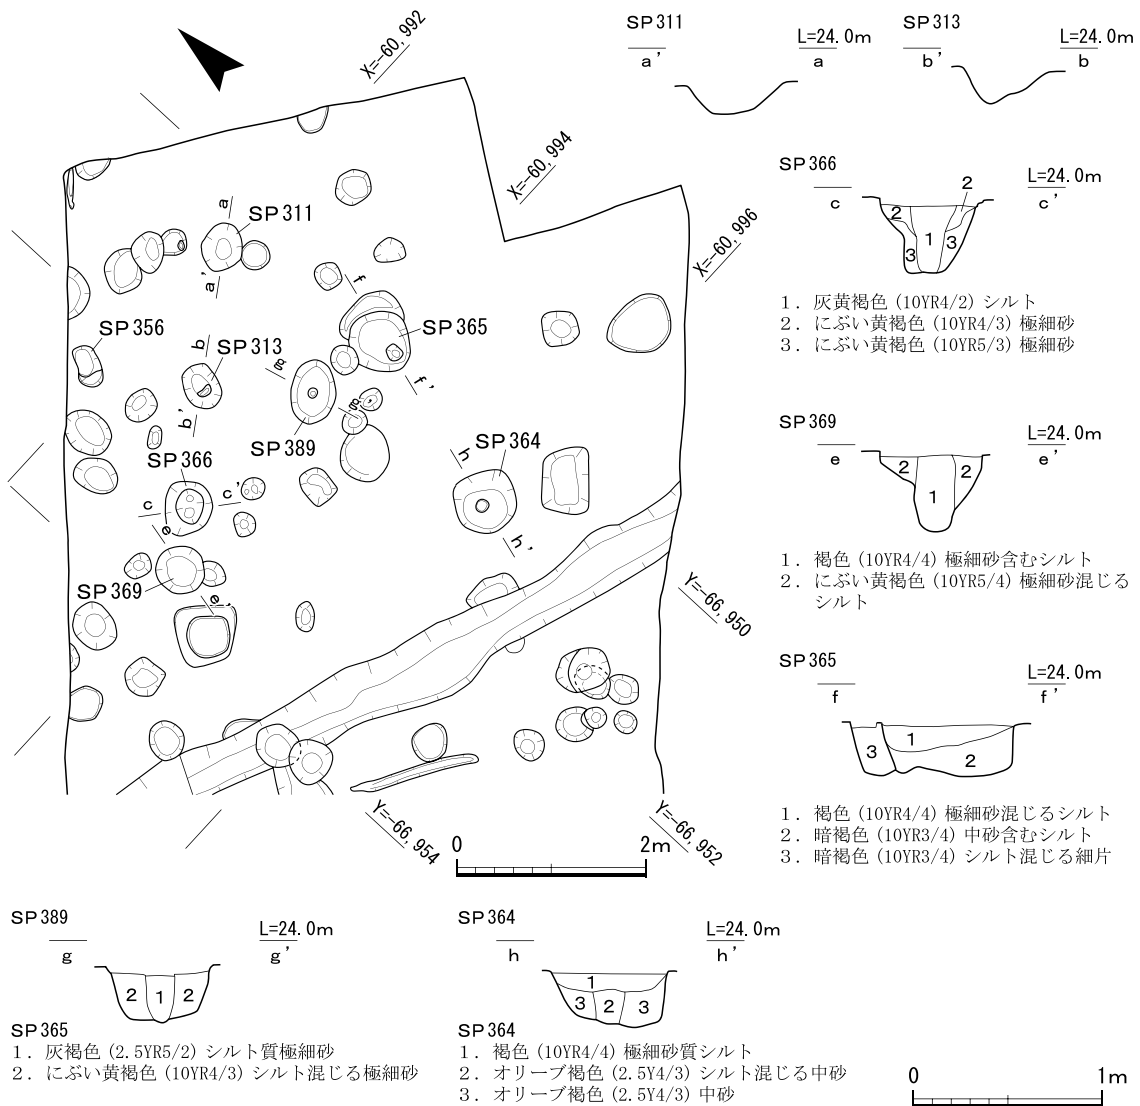 X=-60,992
X=-60,994
X=-60,996
Y=-66,950
Y=-66,952
Y=-66,954
a
SP311
a'
SP356
b
SP313
b'
f
SP365
f'
g
g'
SP389
SP366
c
c'
e
SP369
e'
h
SP364
h'
0 2m
SP311
a' L=24.0m a
SP313
b' L=24.0m b
SP366
c L=24.0m c'
2
2
1
3
3
1. 灰黄褐色 (10YR4/2) シルト
2. にぶい黄褐色 (10YR4/3) 極細砂
3. にぶい黄褐色 (10YR5/3) 極細砂
SP369
e L=24.0m e'
2 2
1
1. 褐色 (10YR4/4) 極細砂含むシルト
2. にぶい黄褐色 (10YR5/4) 極細砂混じる
シルト
SP365
f L=24.0m f'
1
3 2
1. 褐色 (10YR4/4) 極細砂混じるシルト
2. 暗褐色 (10YR3/4) 中砂含むシルト
3. 暗褐色 (10YR3/4) シルト混じる細片
SP389
g L=24.0m g'
2 1 2
SP365
1. 灰褐色 (2.5YR5/2) シルト質極細砂
2. にぶい黄褐色 (10YR4/3) シルト混じる極細砂
SP364
h L=24.0m h'
1
3 2 3
SP364
1. 褐色 (10YR4/4) 極細砂質シルト
2. オリーブ褐色 (2.5Y4/3) シルト混じる中砂
3. オリーブ褐色 (2.5Y4/3) 中砂
0 1m